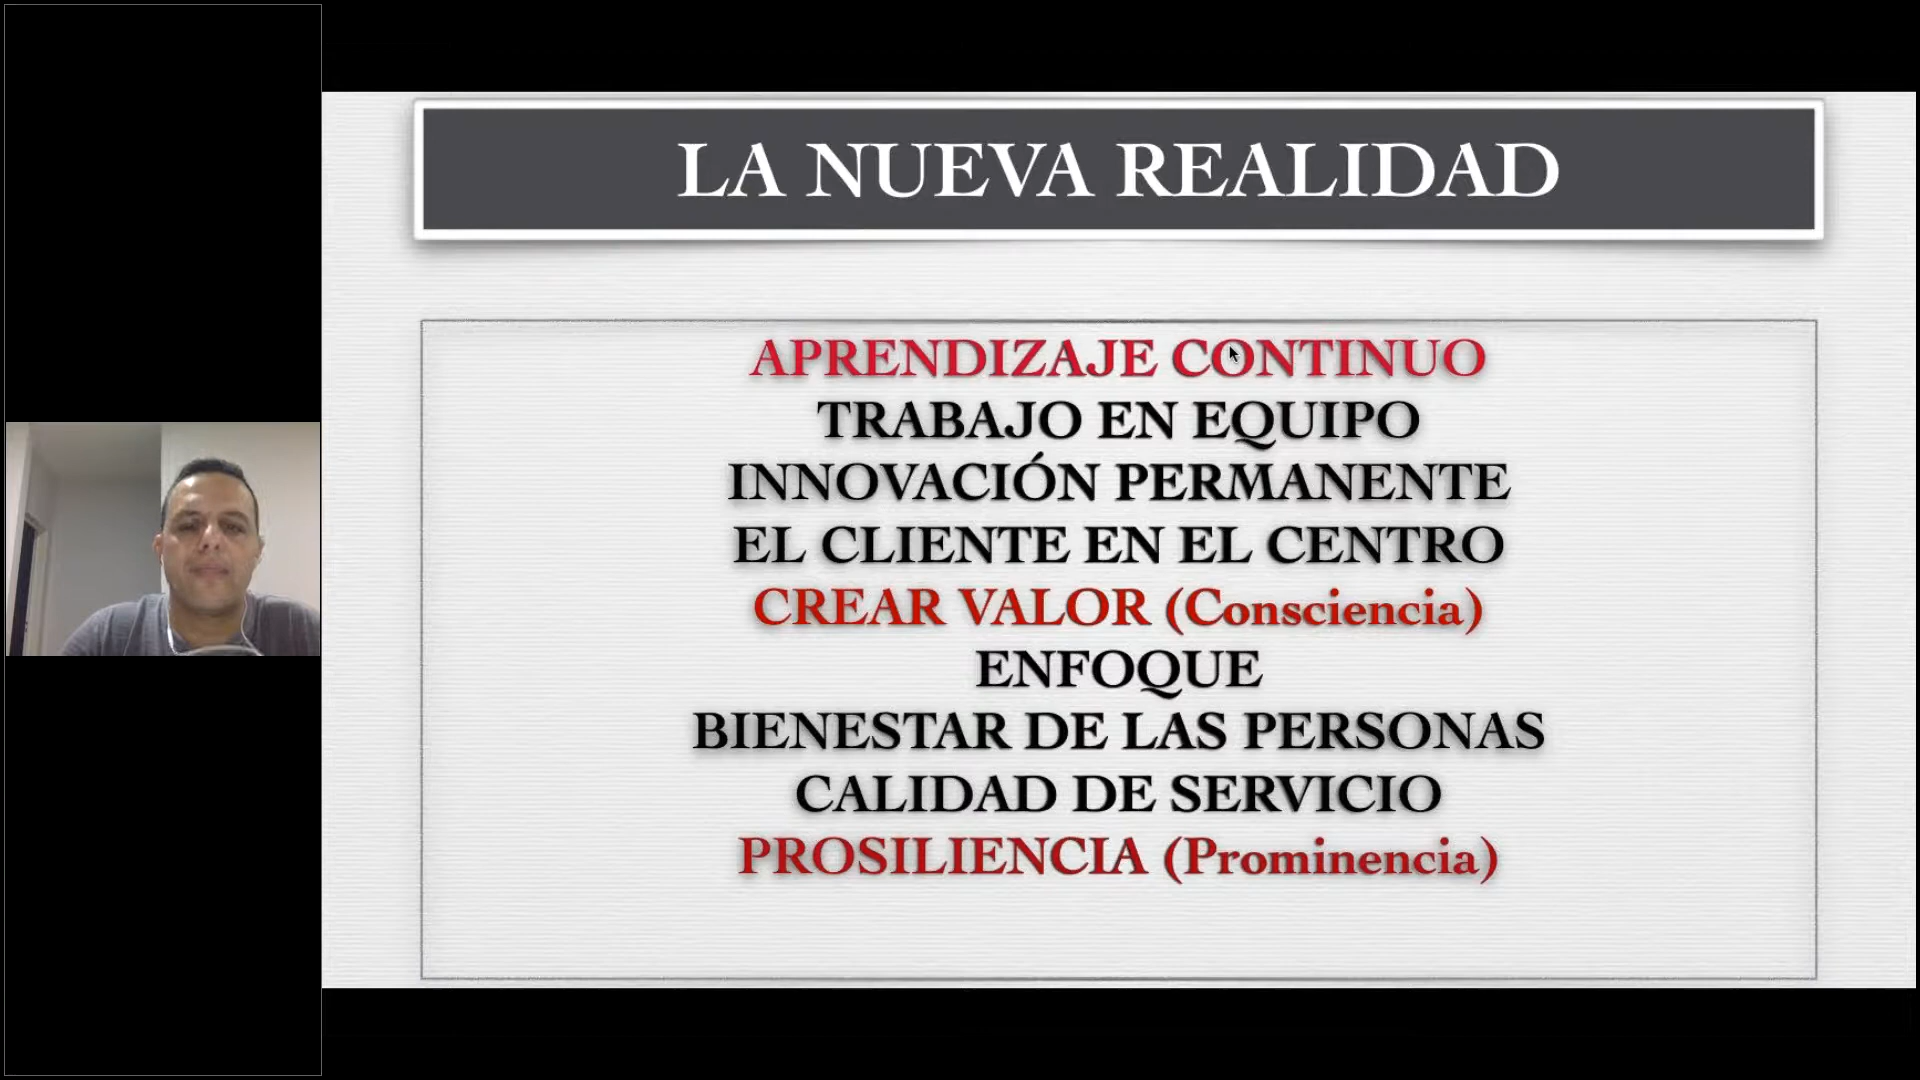 LA NUEVA REALIDAD
APRENDIZAJE CONTINUO
TRABAJO EN EQUIPO
INNOVACIÓN PERMANENTE
EL CLIENTE EN EL CENTRO
CREAR VALOR (Consciencia)
ENFOQUE
BIENESTAR DE LAS PERSONAS
CALIDAD DE SERVICIO
PROSILIENCIA (Prominencia)